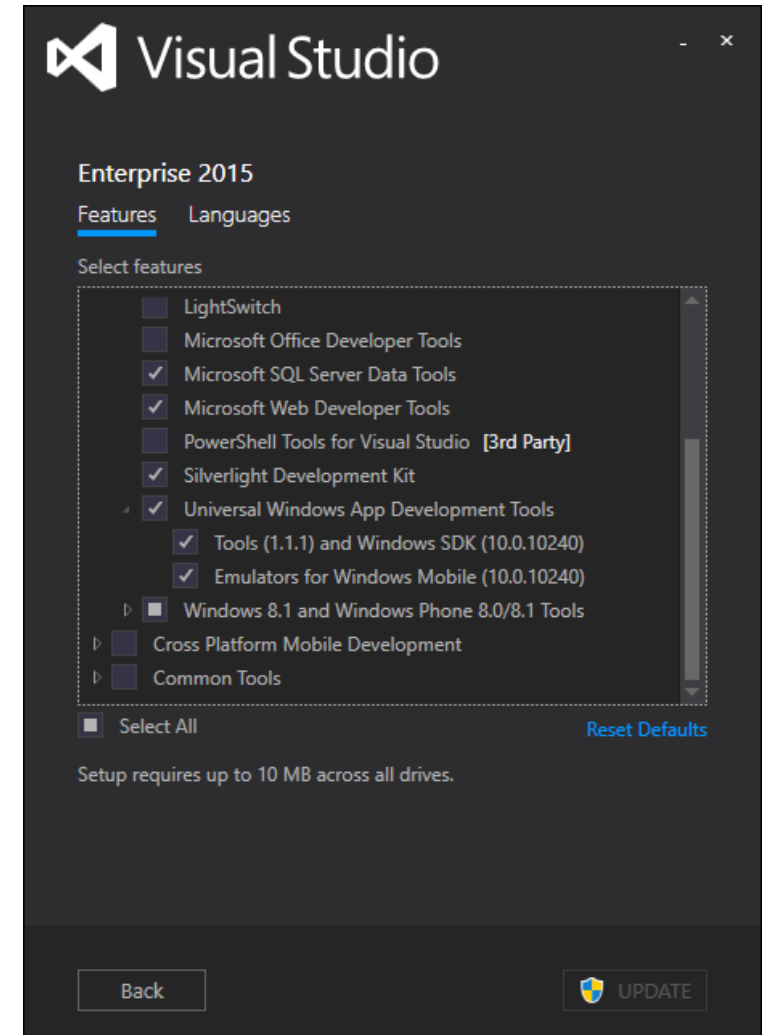 Visual Studio
Enterprise 2015
Features Languages
Select features
LightSwitch
Microsoft Office Developer Tools
Microsoft SQL Server Data Tools
Microsoft Web Developer Tools
PowerShell Tools for Visual Studio [3rd Party]
Silverlight Development Kit
Universal Windows App Development Tools
Tools (1.1.1) and Windows SDK (10.0.10240)
Emulators for Windows Mobile (10.0.10240)
Windows 8.1 and Windows Phone 8.0/8.1 Tools
Cross Platform Mobile Development
Common Tools
Select All Reset Defaults
Setup requires up to 10 MB across all drives.
Back UPDATE